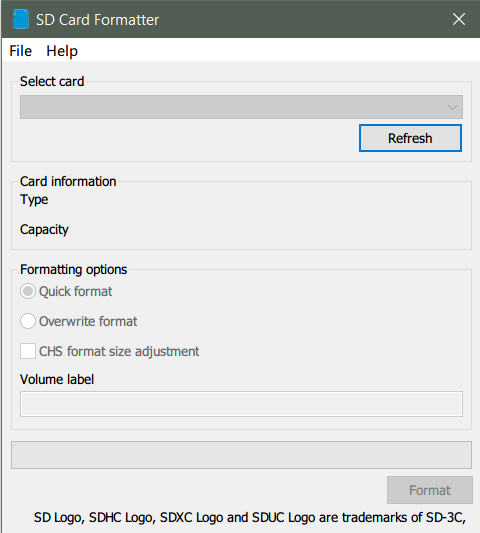 SD Card Formatter
File Help
Select card
Refresh
Card information
Type
Capacity
Formatting options
Quick format
Overwrite format
CHS format size adjustment
Volume label
Format
SD Logo, SDHC Logo, SDXC Logo and SDUC Logo are trademarks of SD-3C,